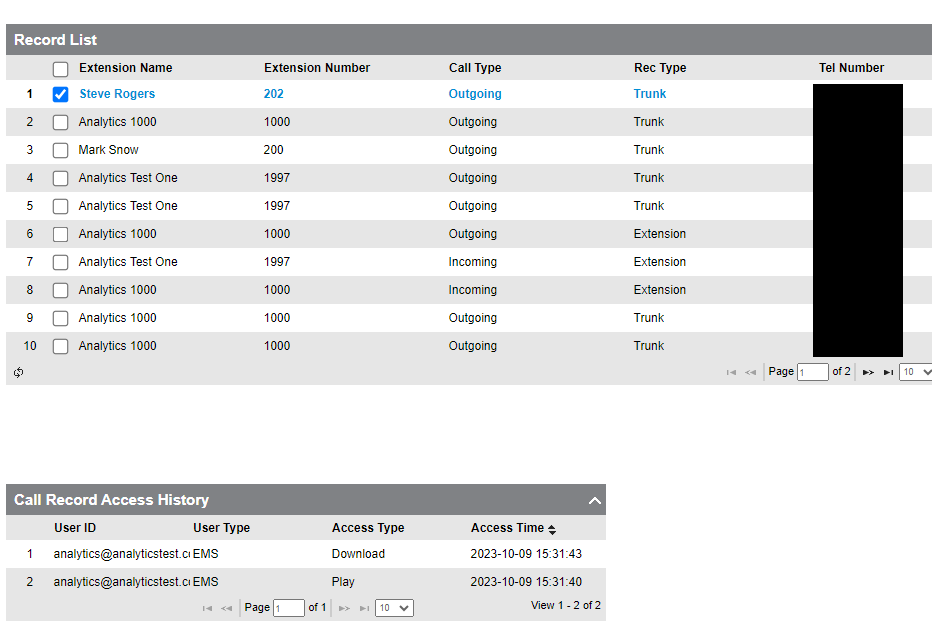 Record List
Extension Name Extension Number Call Type Rec Type Tel Number
1 Steve Rogers 202 Outgoing Trunk
2 Analytics 1000 1000 Outgoing Trunk
3 Mark Snow 200 Outgoing Trunk
4 Analytics Test One 1997 Outgoing Trunk
5 Analytics Test One 1997 Outgoing Trunk
6 Analytics 1000 1000 Outgoing Extension
7 Analytics Test One 1997 Incoming Extension
8 Analytics 1000 1000 Incoming Extension
9 Analytics 1000 1000 Outgoing Trunk
10 Analytics 1000 1000 Outgoing Trunk
Page 1 of 2 10
Call Record Access History
User ID User Type Access Type Access Time
1 analytics@analyticstest.co EMS Download 2023-10-09 15:31:43
2 analytics@analyticstest.co EMS Play 2023-10-09 15:31:40
Page 1 of 1 10 View 1 - 2 of 2